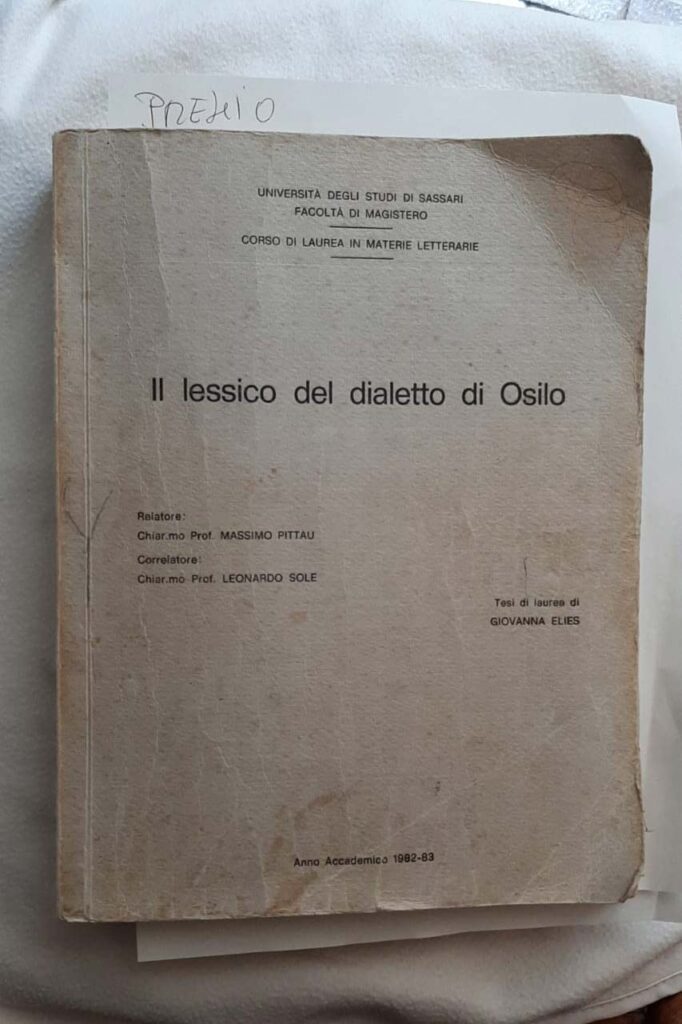 PREMIO
UNIVERSITÀ DEGLI STUDI DI SASSARI
FACOLTÀ DI MAGISTERO
CORSO DI LAUREA IN MATERIE LETTERARIE
Il lessico del dialetto di Osilo
Relatore:
Chiar.mo Prof. MASSIMO PITTAU
Correlatore:
Chiar.mo Prof. LEONARDO SOLE
Tesi di laurea di
GIOVANNA ELIES
Anno Accademico 1982-83